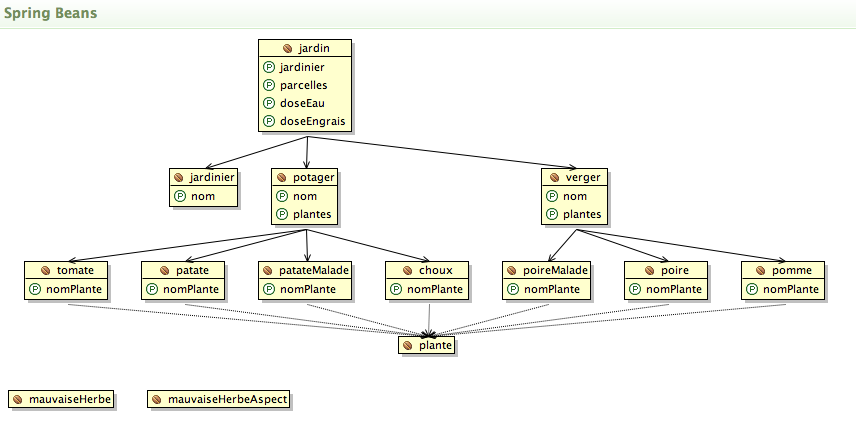 Spring Beans
jardin
jardinier
parcelles
doseEau
doseEngrais
jardinier
nom
potager
nom
plantes
verger
nom
plantes
tomate
nomPlante
patate
nomPlante
patateMalade
nomPlante
choux
nomPlante
poireMalade
nomPlante
poire
nomPlante
pomme
nomPlante
plante
mauvaiseHerbe
mauvaiseHerbeAspect